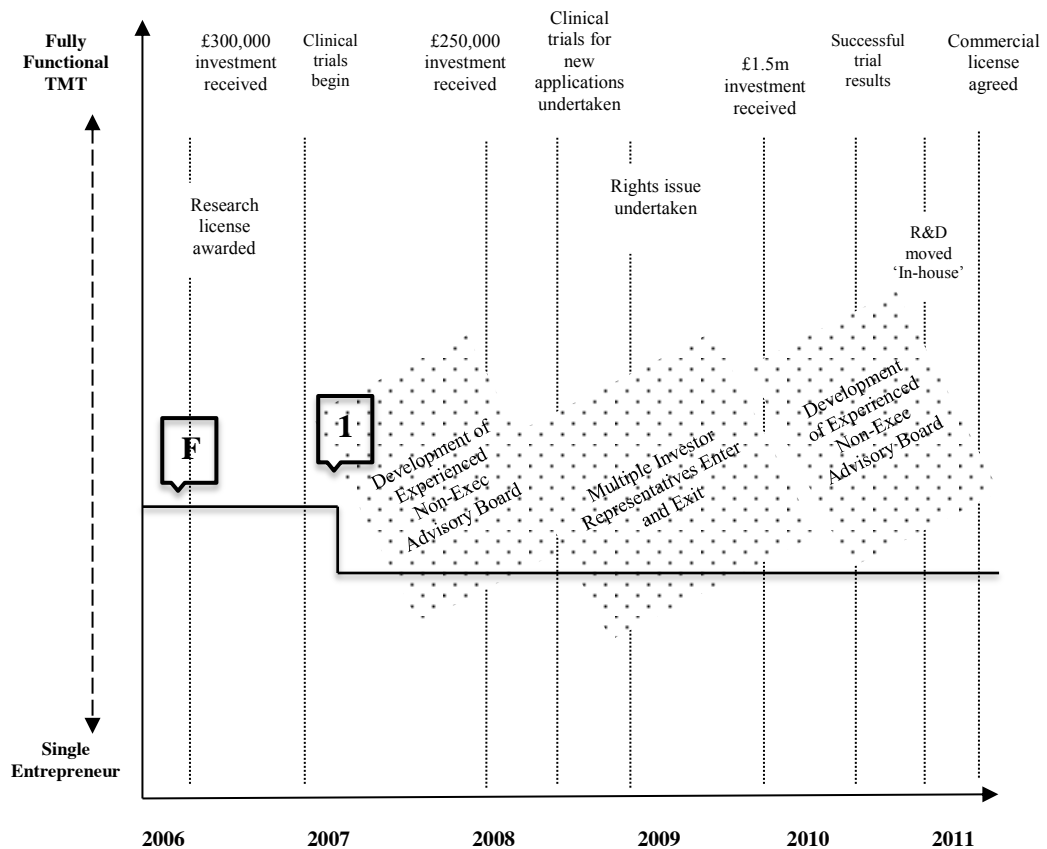 Fully
Functional
TMT
£300,000
investment
received
Clinical
trials
begin
£250,000
investment
received
Clinical
trials for
new
applications
undertaken
£1.5m
investment
received
Successful
trial
results
Commercial
license
agreed
Research
license
awarded
Rights issue
undertaken
R&D
moved
‘In-house’
F
1
Development of
Experienced
Non-Exec
Advisory Board
Multiple Investor
Representatives Enter
and Exit
Development
of Experienced
Non-Exec
Advisory Board
Single
Entrepreneur
2006 2007 2008 2009 2010 2011